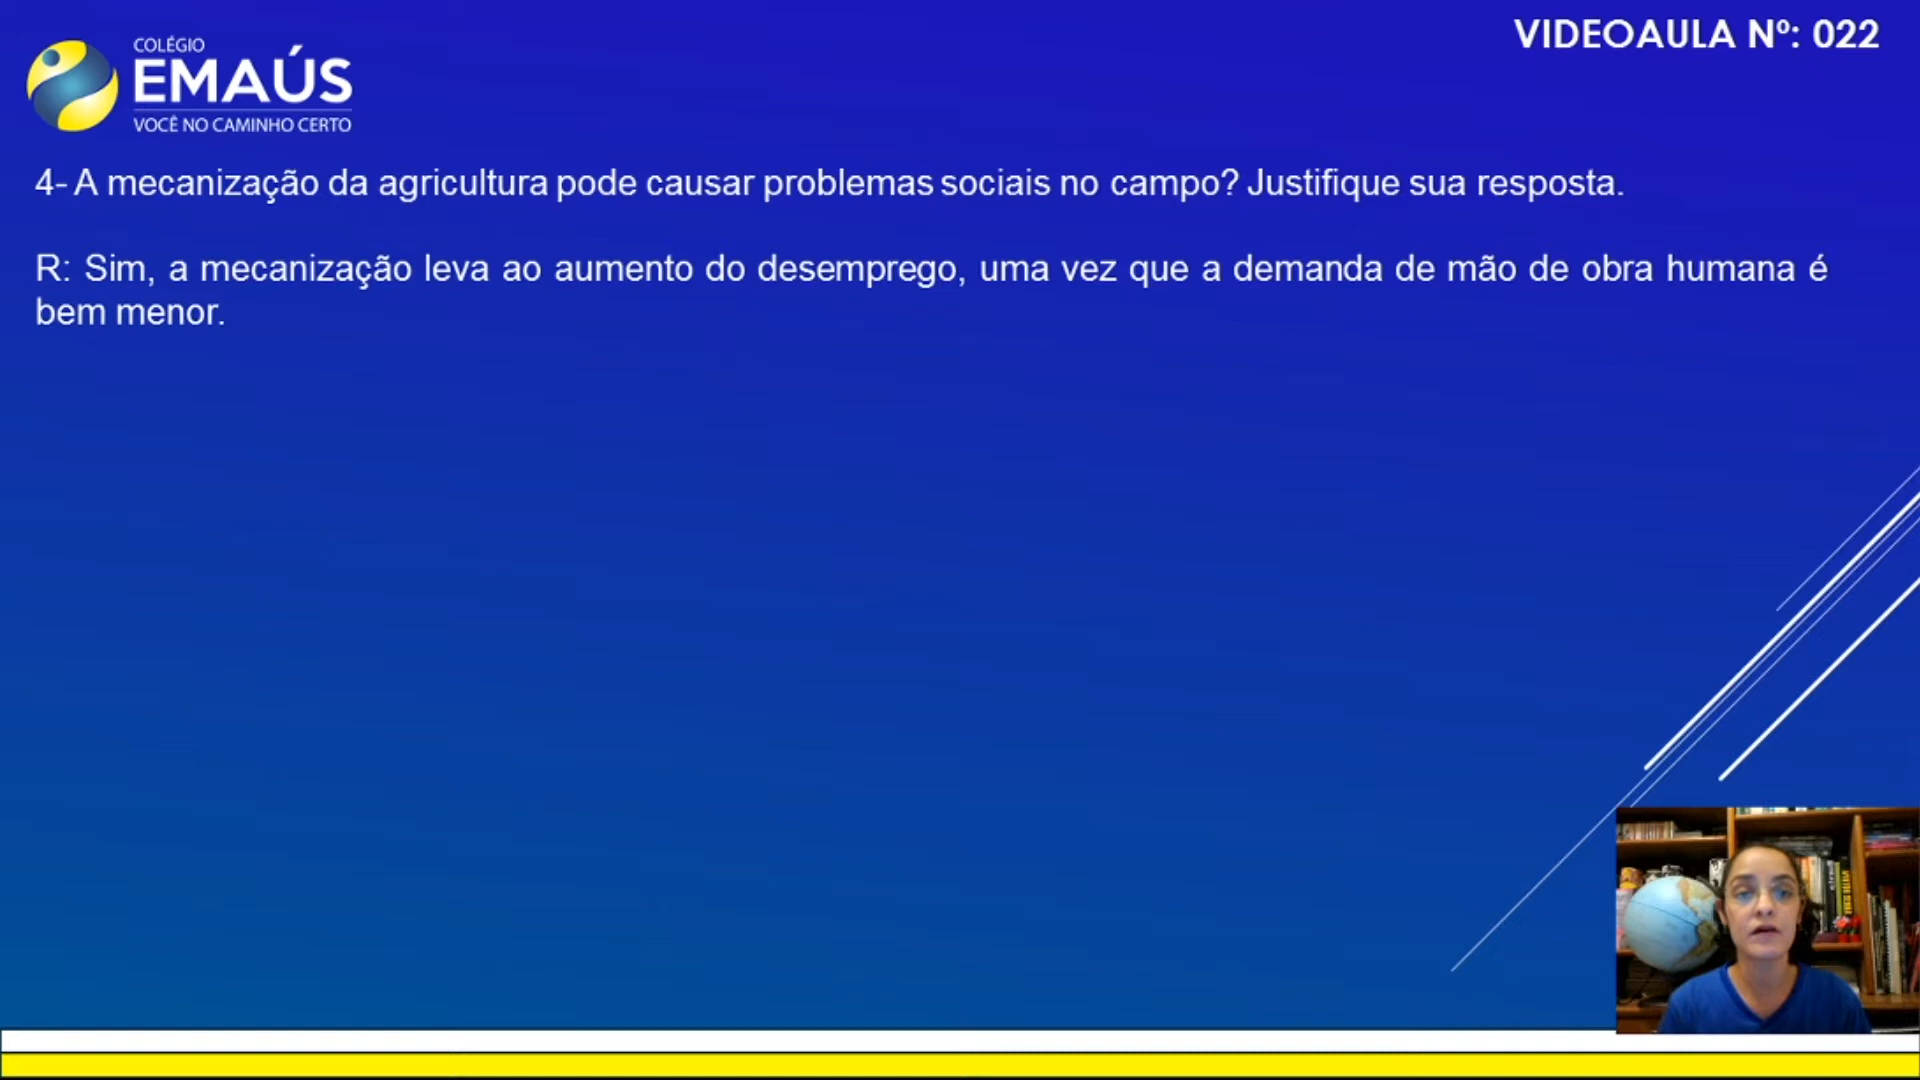 VIDEOAULA Nº: 022
COLÉGIO
EMAÚS
VOCÊ NO CAMINHO CERTO
4- A mecanização da agricultura pode causar problemas sociais no campo? Justifique sua resposta.
R: Sim, a mecanização leva ao aumento do desemprego, uma vez que a demanda de mão de obra humana é
bem menor.